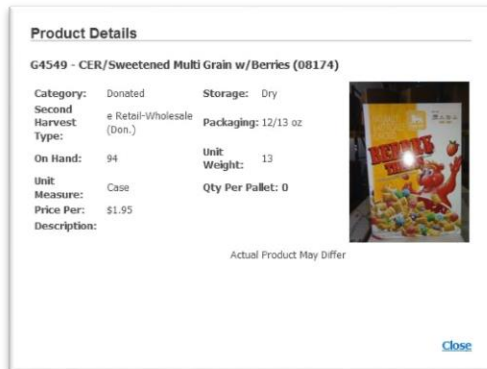 Product Details
G4549 - CER/Sweetened Multi Grain w/Berries (08174)
Category: Donated Storage: Dry
Second Harvest Type: e Retail-Wholesale (Don.) Packaging: 12/13 oz
On Hand: 94 Unit Weight: 13
Unit Measure: Case Qty Per Pallet: 0
Price Per: $1.95
Description:
BERRY
Actual Product May Differ
Close